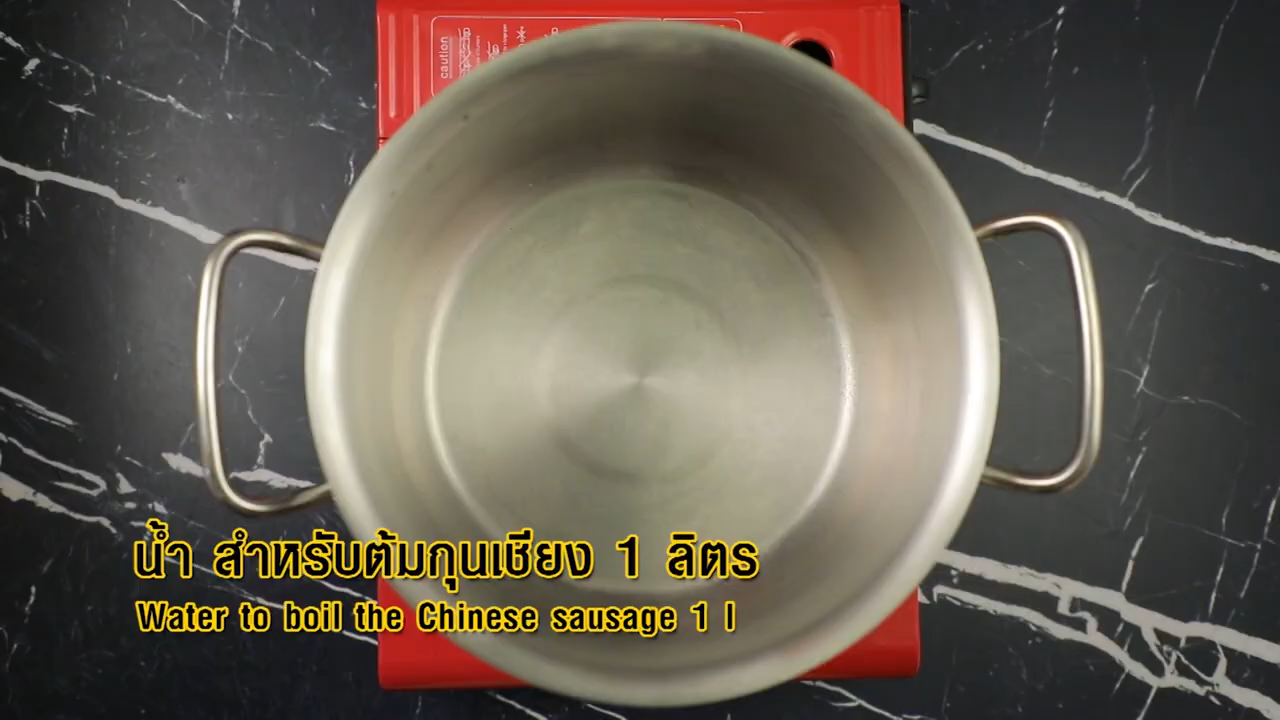 caution
น้ำ สำหรับต้มกุนเชียง 1 ลิตร
Water to boil the Chinese sausage 1 l